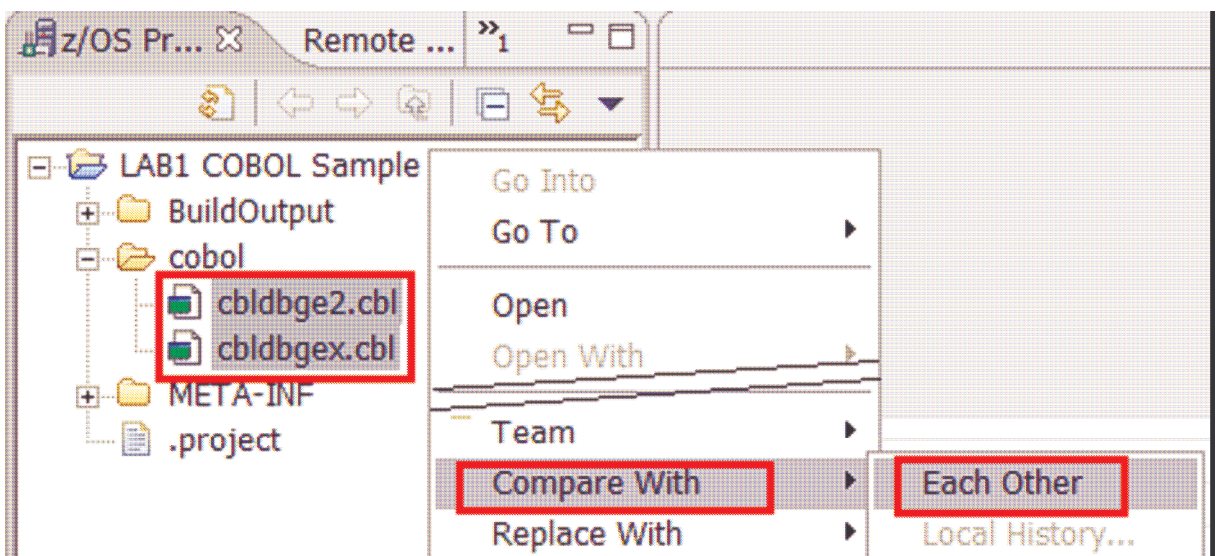 z/OS Pr... Remote ... »1
LAB1 COBOL Sample
BuildOutput
cobol
cbldbge2.cbl
cbldbgex.cbl
META-INF
.project
Go Into
Go To
Open
Open With
Team
Compare With
Replace With
Each Other
Local History...